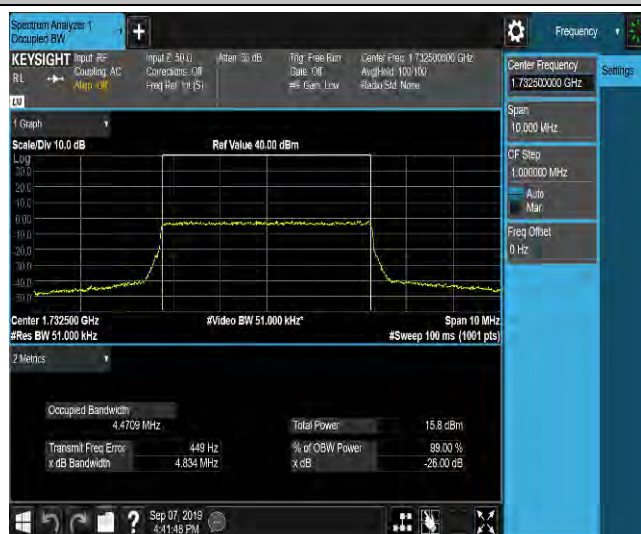 Spectrum Analyzer 1
Occupied BW
Frequency
KEYSIGHT
RL
Input: RF
Coupling: AC
Align: Off
Input Z: 50 Ω
Corrections: Off
Freq Ref: Int (S)
Atten: 30 dB
Trig: Free Run
Gate: Off
#IF Gain: Low
Center Freq: 1.732500000 GHz
Avg|Hold: 100/100
Radio Std: None
Center Frequency
1.732500000 GHz
Settings
Span
10.000 MHz
CF Step
1.000000 MHz
Auto
Man
Freq Offset
0 Hz
1 Graph
Scale/Div 10.0 dB
Ref Value 40.00 dBm
Log
30.0
20.0
10.0
0.00
-10.0
-20.0
-30.0
-40.0
-50.0
Center 1.732500 GHz
#Video BW 51.000 kHz*
Span 10 MHz
#Res BW 51.000 kHz
#Sweep 100 ms (1001 pts)
2 Metrics
Occupied Bandwidth
4.4709 MHz
Total Power
15.8 dBm
Transmit Freq Error
449 Hz
% of OBW Power
99.00 %
x dB Bandwidth
4.834 MHz
x dB
-26.00 dB
?
Sep 07, 2019
4:41:48 PM